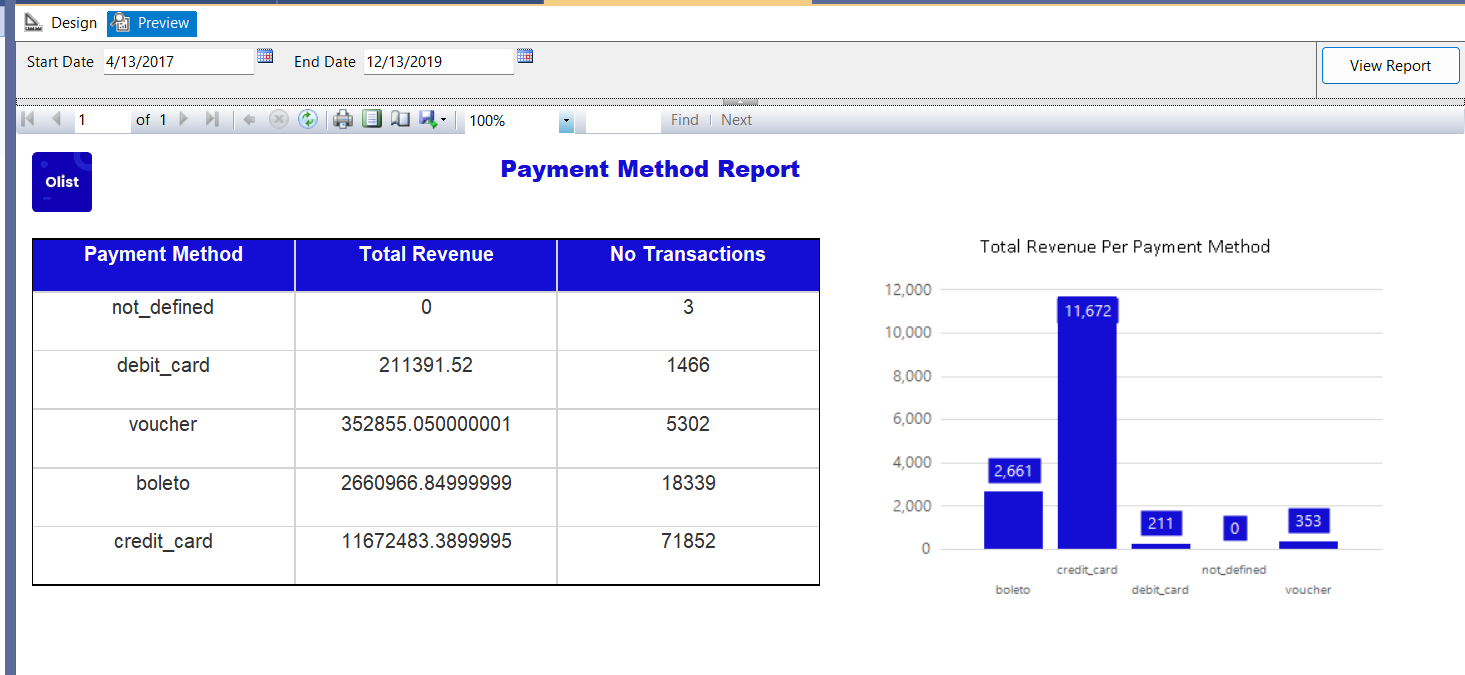 Design Preview
Start Date 4/13/2017 End Date 12/13/2019 View Report
1 of 1 100% Find Next
Olist
Payment Method Report
Payment Method Total Revenue No Transactions
not_defined 0 3
debit_card 211391.52 1466
voucher 352855.050000001 5302
boleto 2660966.84999999 18339
credit_card 11672483.3899995 71852
Total Revenue Per Payment Method
12,000
11,672
10,000
8,000
6,000
4,000
2,661
2,000
211 0 353
0
credit_card not_defined
boleto debit_card voucher